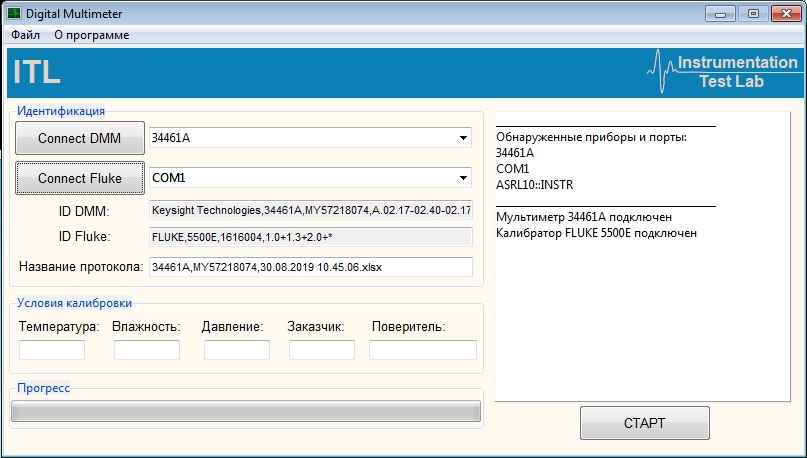 Digital Multimeter
Файл О программе
ITL
Instrumentation
Test Lab
Идентификация
Connect DMM
34461A
Connect Fluke
COM1
ID DMM:
Keysight Technologies,34461A,MY57218074,A.02.17-02.40-02.17
ID Fluke:
FLUKE,5500E,1616004,1.0+1.3+2.0+*
Название протокола:
34461A,MY57218074,30.08.2019 10.45.06.xlsx
Условия калибровки
Температура: Влажность: Давление: Заказчик: Поверитель:
Прогресс
Обнаруженные приборы и порты:
34461A
COM1
ASRL10::INSTR
Мультиметр 34461A подключен
Калибратор FLUKE 5500E подключен
СТАРТ